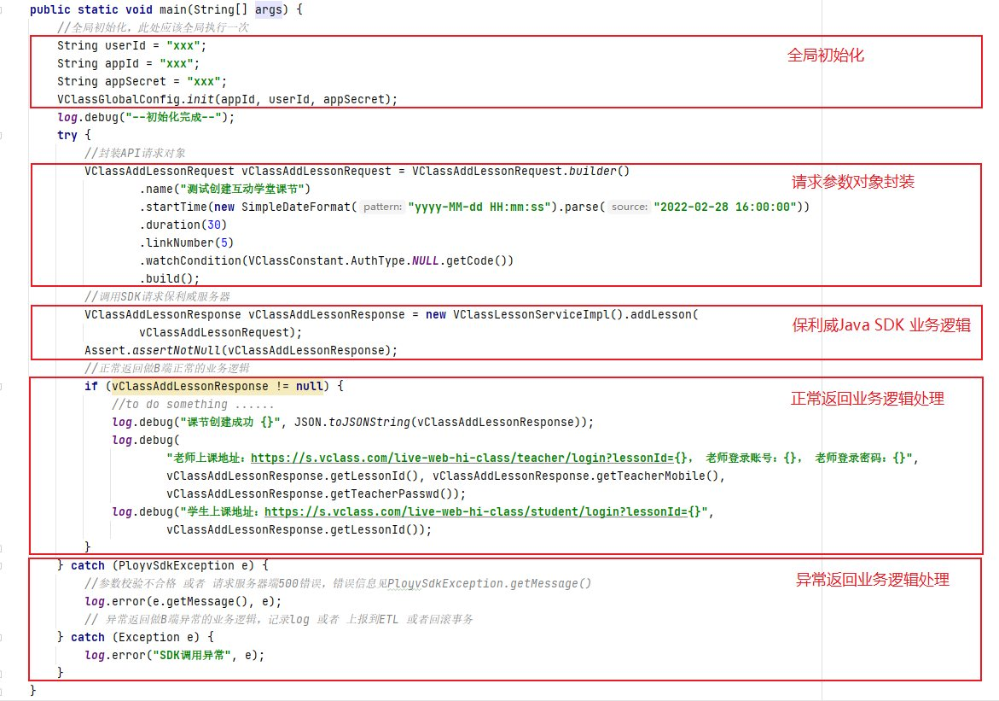 public static void main(String[] args) {
//全局初始化，此处应该全局执行一次
String userId = "xxx";
全局初始化
String appId = "xxx";
String appSecret = "xxx";
VClassGlobalConfig.init(appId, userId, appSecret);
log.debug("--初始化完成--");
try {
//封装API请求对象
VClassAddLessonRequest vClassAddLessonRequest = VClassAddLessonRequest.builder()
请求参数对象封装
.name("测试创建互动学堂课节")
.startTime(new SimpleDateFormat( pattern: "yyyy-MM-dd HH:mm:ss").parse( source: "2022-02-28 16:00:00"))
.duration(30)
.linkNumber(5)
.watchCondition(VClassConstant.AuthType.NULL.getCode())
.build();
//调用SDK请求保利威服务器
VClassAddLessonResponse vClassAddLessonResponse = new VClassLessonServiceImpl().addLesson(
保利威Java SDK 业务逻辑
vClassAddLessonRequest);
Assert.assertNotNull(vClassAddLessonResponse);
//正常返回做B端正常的业务逻辑
if (vClassAddLessonResponse != null) {
正常返回业务逻辑处理
//to do something ......
log.debug("课节创建成功 {}", JSON.toJSONString(vClassAddLessonResponse));
log.debug(
"老师上课地址：https://s.vclass.com/live-web-hi-class/teacher/login?lessonId={}， 老师登录账号：{}， 老师登录密码：{}",
vClassAddLessonResponse.getLessonId(), vClassAddLessonResponse.getTeacherMobile(),
vClassAddLessonResponse.getTeacherPasswd());
log.debug("学生上课地址：https://s.vclass.com/live-web-hi-class/student/login?lessonId={}",
vClassAddLessonResponse.getLessonId());
}
} catch (PloyvSdkException e) {
异常返回业务逻辑处理
//参数校验不合格 或者 请求服务器端500错误，错误信息见PloyvSdkException.getMessage()
log.error(e.getMessage(), e);
// 异常返回做B端异常的业务逻辑，记录log 或者 上报到ETL 或者回滚事务
} catch (Exception e) {
log.error("SDK调用异常", e);
}
}